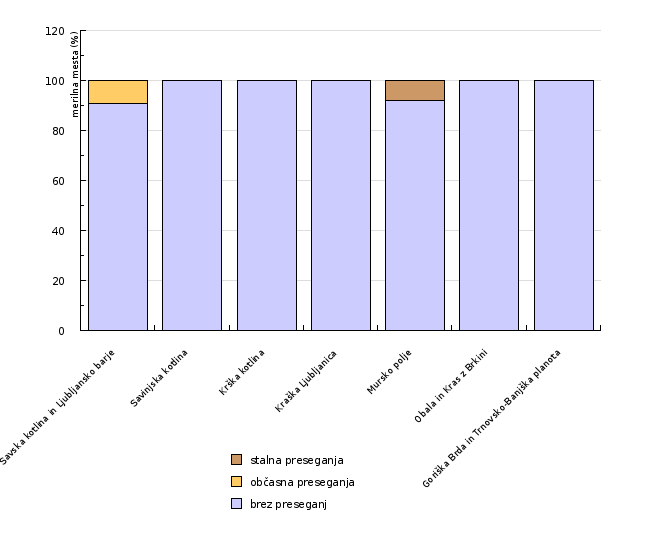 merilna mesta (%)
120
100
80
60
40
20
0
Savska kotlina in Ljubljansko barje
Savinjska kotlina
Krška kotlina
Kraška Ljubljanica
Mursko polje
Obala in Kras z Brkini
Goriška Brda in Trnovsko-Banjška planota
stalna preseganja
občasna preseganja
brez preseganj